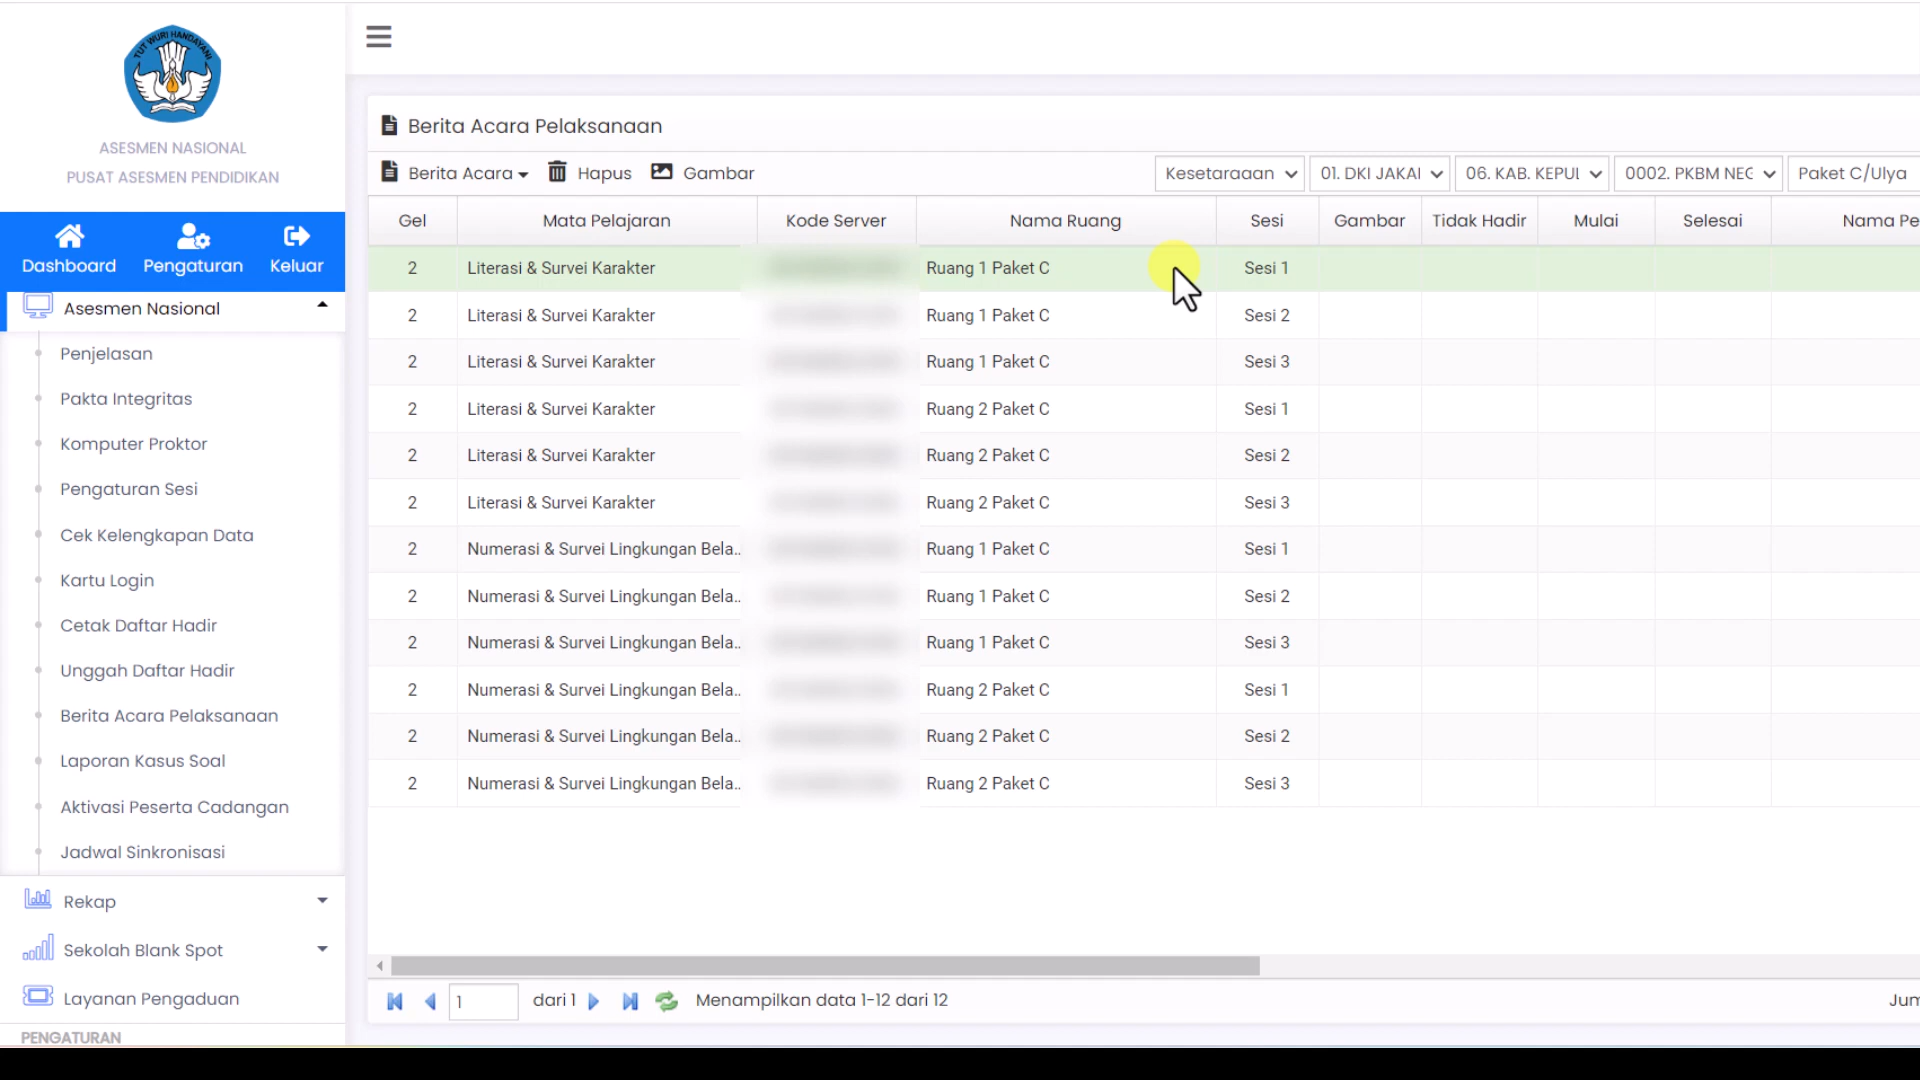 TUT WURI HANDAYANI
ASESMEN NASIONAL
PUSAT ASESMEN PENDIDIKAN
Dashboard Pengaturan Keluar
Asesmen Nasional
Penjelasan
Pakta Integritas
Komputer Proktor
Pengaturan Sesi
Cek Kelengkapan Data
Kartu Login
Cetak Daftar Hadir
Unggah Daftar Hadir
Berita Acara Pelaksanaan
Laporan Kasus Soal
Aktivasi Peserta Cadangan
Jadwal Sinkronisasi
Rekap
Sekolah Blank Spot
Layanan Pengaduan
PENGATURAN
Berita Acara Pelaksanaan
Berita Acara Hapus Gambar Kesetaraaan 01. DKI JAKAI 06. KAB. KEPUL 0002. PKBM NEC Paket C/Ulya
Gel Mata Pelajaran Kode Server Nama Ruang Sesi Gambar Tidak Hadir Mulai Selesai Nama Pe
2 Literasi & Survei Karakter Ruang 1 Paket C Sesi 1
2 Literasi & Survei Karakter Ruang 1 Paket C Sesi 2
2 Literasi & Survei Karakter Ruang 1 Paket C Sesi 3
2 Literasi & Survei Karakter Ruang 2 Paket C Sesi 1
2 Literasi & Survei Karakter Ruang 2 Paket C Sesi 2
2 Literasi & Survei Karakter Ruang 2 Paket C Sesi 3
2 Numerasi & Survei Lingkungan Bela.. Ruang 1 Paket C Sesi 1
2 Numerasi & Survei Lingkungan Bela.. Ruang 1 Paket C Sesi 2
2 Numerasi & Survei Lingkungan Bela.. Ruang 1 Paket C Sesi 3
2 Numerasi & Survei Lingkungan Bela.. Ruang 2 Paket C Sesi 1
2 Numerasi & Survei Lingkungan Bela.. Ruang 2 Paket C Sesi 2
2 Numerasi & Survei Lingkungan Bela.. Ruang 2 Paket C Sesi 3
1 dari 1 Menampilkan data 1-12 dari 12 Jum